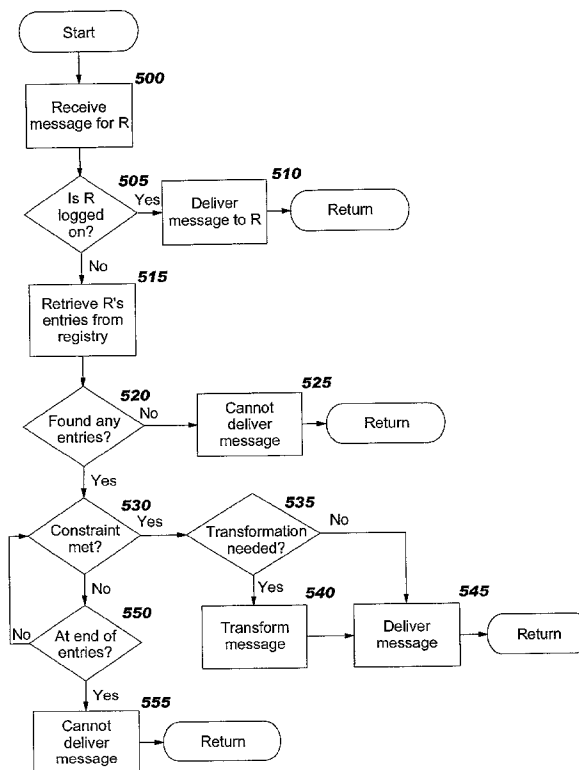 Start
500
Receive
message for R
505
Is R
logged
on?
Yes
510
Deliver
message to R
Return
No
515
Retrieve R's
entries from
registry
520
Found any
entries?
No
525
Cannot
deliver
message
Return
Yes
530
Constraint
met?
Yes
535
Transformation
needed?
No
Yes
540
Transform
message
545
Deliver
message
Return
No
550
At end of
entries?
No
Yes
555
Cannot
deliver
message
Return